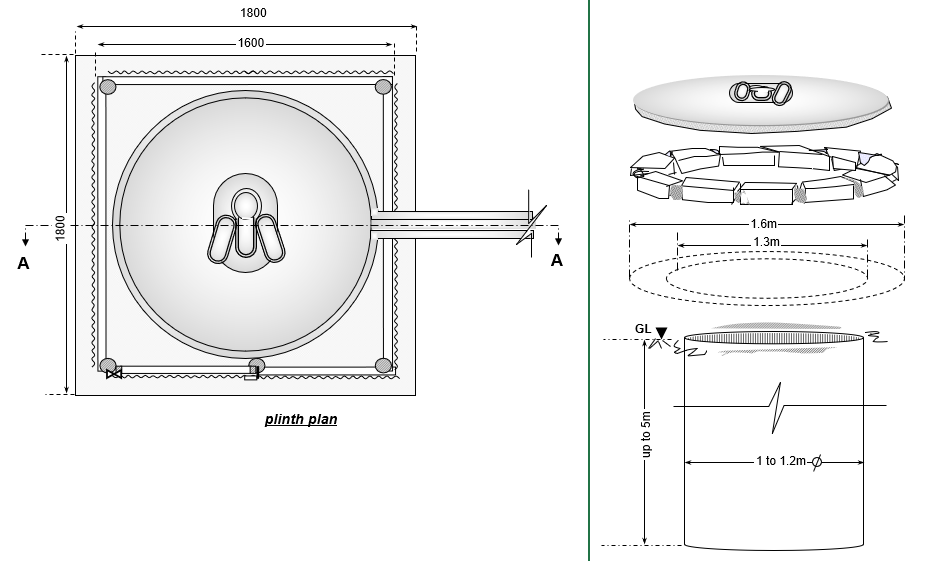 1800
1600
1800
A
A
plinth plan
1.6m
1.3m
GL
up to 5m
1 to 1.2m